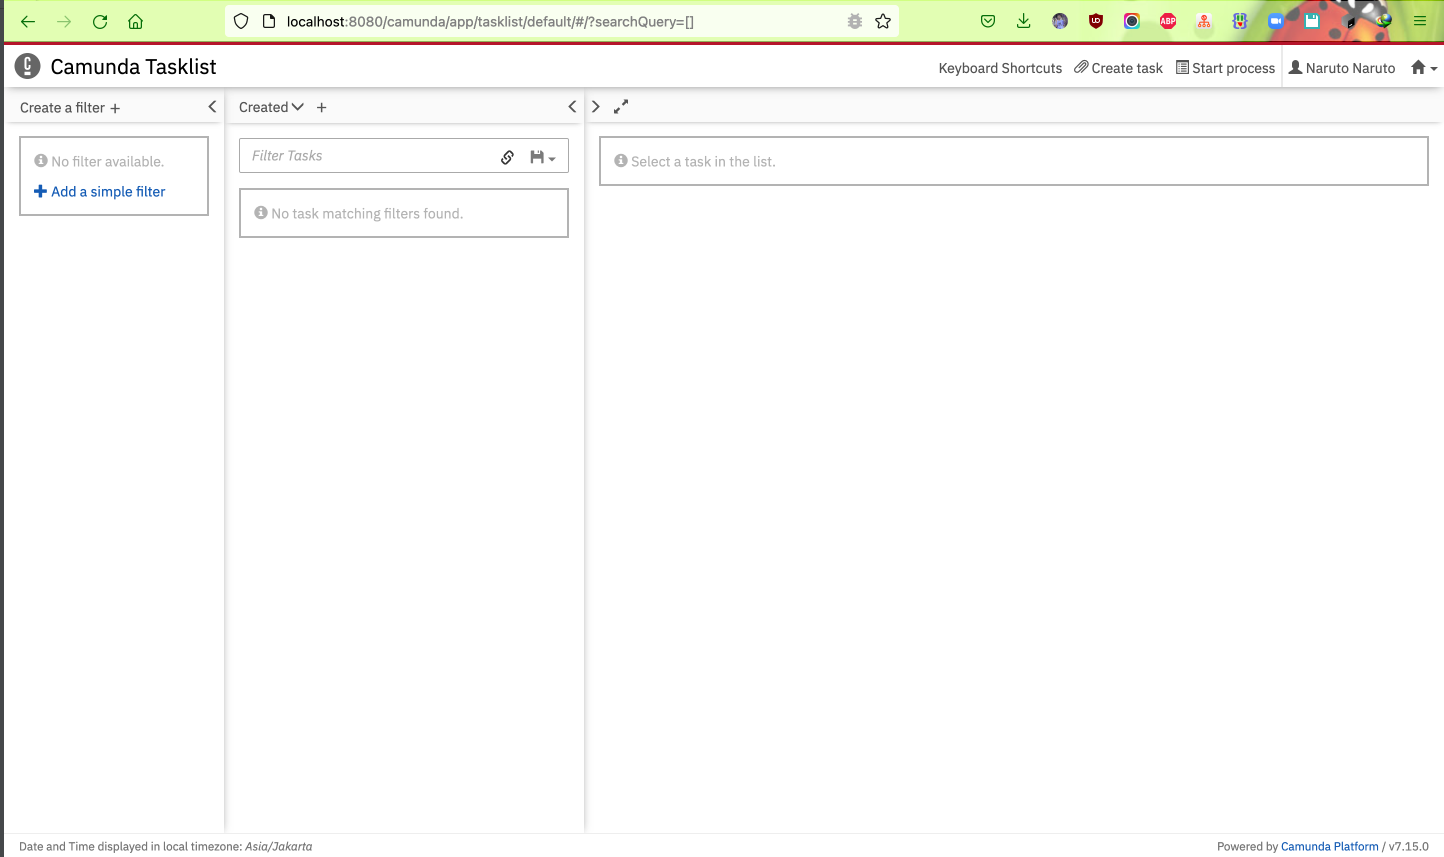 localhost:8080/camunda/app/tasklist/default/#/?searchQuery=[]
UD
ABP
Camunda Tasklist
Keyboard Shortcuts Create task Start process Naruto Naruto
Create a filter +
Created +
No filter available.
Add a simple filter
Filter Tasks
No task matching filters found.
Select a task in the list.
Date and Time displayed in local timezone: Asia/Jakarta
Powered by Camunda Platform / v7.15.0